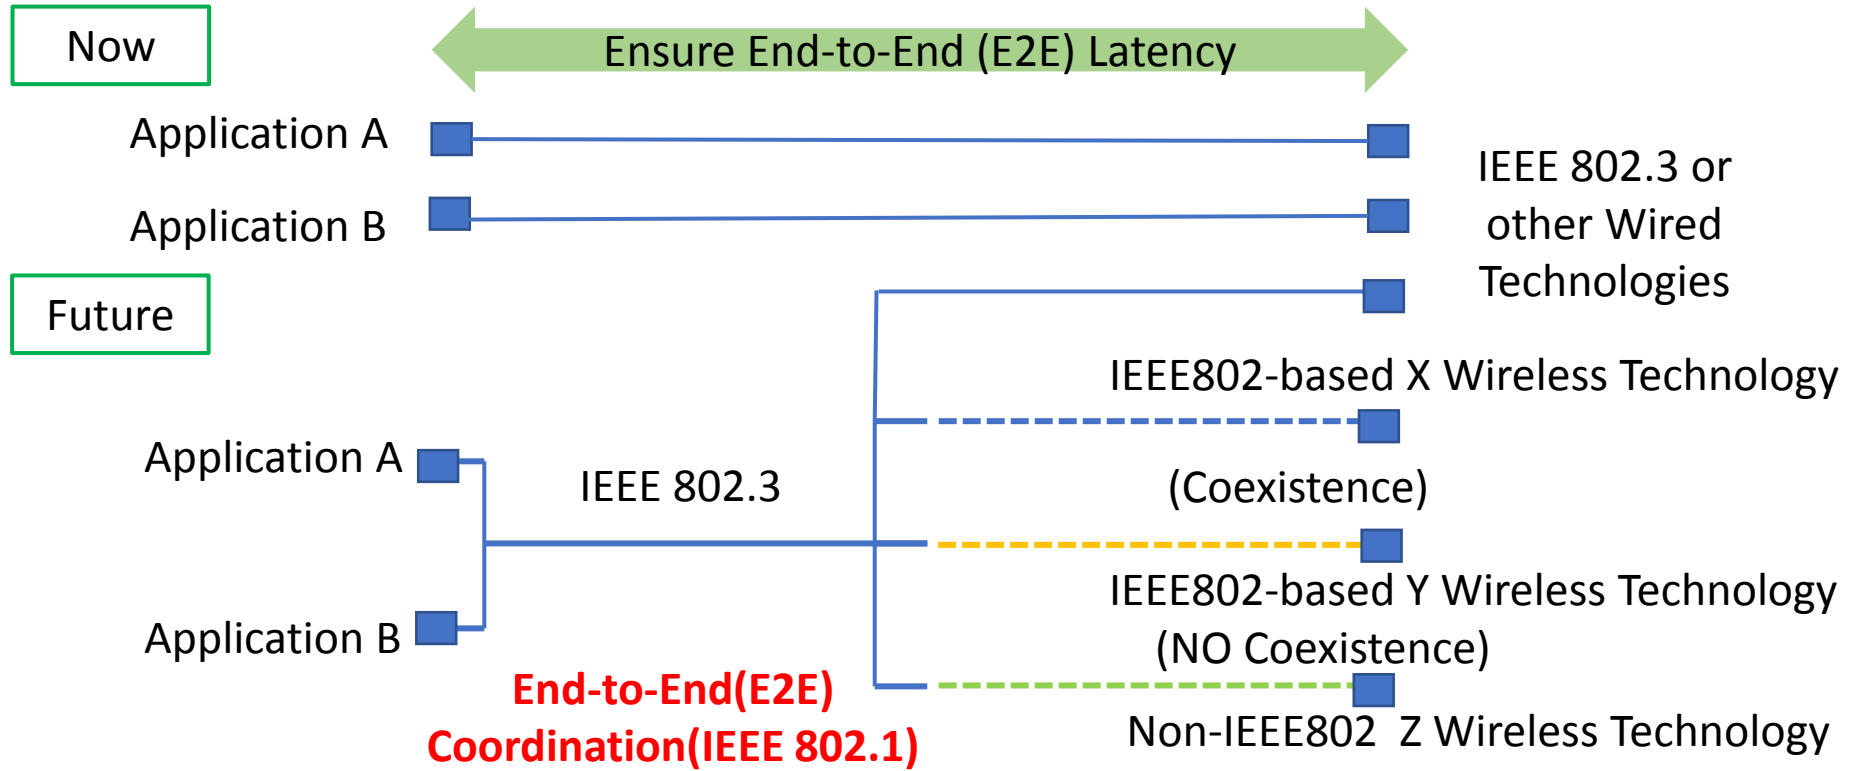 Now
Ensure End-to-End (E2E) Latency
Application A
Application B
IEEE 802.3 or
other Wired
Technologies
Future
IEEE802-based X Wireless Technology
Application A
IEEE 802.3
(Coexistence)
IEEE802-based Y Wireless Technology
Application B
(NO Coexistence)
End-to-End(E2E)
Coordination(IEEE 802.1)
Non-IEEE802 Z Wireless Technology